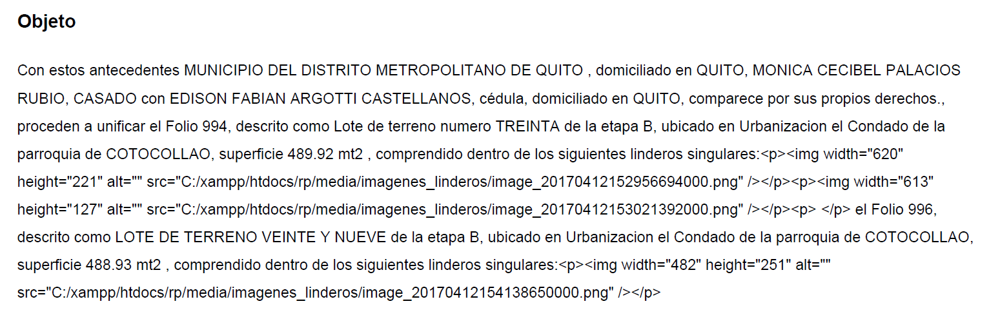 Objeto
Con estos antecedentes MUNICIPIO DEL DISTRITO METROPOLITANO DE QUITO , domiciliado en QUITO, MONICA CECIBEL PALACIOS
RUBIO, CASADO con EDISON FABIAN ARGOTTI CASTELLANOS, cédula, domiciliado en QUITO, comparece por sus propios derechos.,
proceden a unificar el Folio 994, descrito como Lote de terreno numero TREINTA de la etapa B, ubicado en Urbanizacion el Condado de la
parroquia de COTOCOLLAO, superficie 489.92 mt2 , comprendido dentro de los siguientes linderos singulares:<p><img width="620"
height="221" alt="" src="C:/xampp/htdocs/rp/media/imagenes_linderos/image_20170412152956694000.png" /></p><p><img width="613"
height="127" alt="" src="C:/xampp/htdocs/rp/media/imagenes_linderos/image_20170412153021392000.png" /></p><p> </p> el Folio 996,
descrito como LOTE DE TERRENO VEINTE Y NUEVE de la etapa B, ubicado en Urbanizacion el Condado de la parroquia de COTOCOLLAO,
superficie 488.93 mt2 , comprendido dentro de los siguientes linderos singulares:<p><img width="482" height="251" alt=""
src="C:/xampp/htdocs/rp/media/imagenes_linderos/image_20170412154138650000.png" /></p>